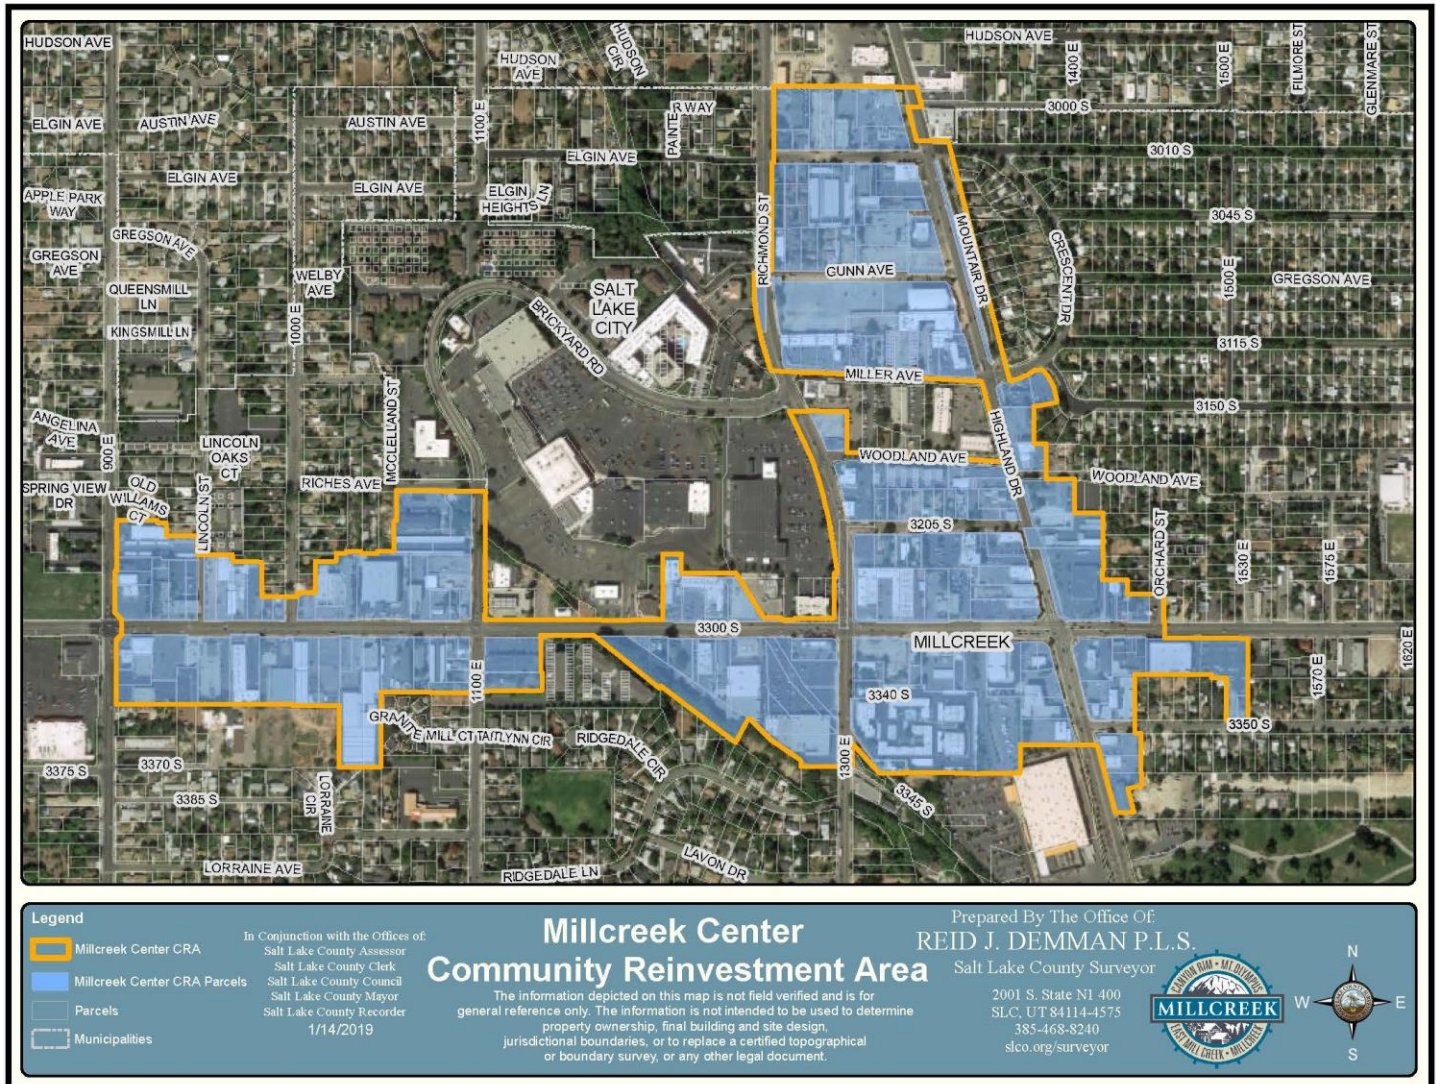 HUDSON AVE
HUDSON
AVE
HUDSON
CIR
HUDSON AVE
1400 E
1500 E
FILMORE ST
GLENMARE ST
ELGIN AVE
AUSTIN AVE
AUSTIN AVE
1100 E
PAINTER WAY
3000 S
ELGIN AVE
3010 S
ELGIN AVE
ELGIN AVE
ELGIN
HEIGHTS LN
APPLE PARK
WAY
3045 S
GREGSON AVE
GREGSON
AVE
RICHMOND ST
MOUNTAIR DR
CRESCENT DR
GUNN AVE
1500 E
GREGSON AVE
WELBY
AVE
QUEENSMILL
LN
SALT
LAKE
CITY
KINGSMILL LN
1000 E
BRICKYARD RD
3115 S
MILLER AVE
MCCLELLAND ST
3150 S
ANGELINA
AVE
900 E
LINCOLN
OAKS
CT
HIGHLAND DR
WOODLAND AVE
WOODLAND AVE
SPRING VIEW
DR
OLD
WILLAMS
CT
LINCOLN ST
RICHES AVE
3205 S
ORCHARD ST
1530 E
1575 E
3300 S
MILLCREEK
1620 E
1100 E
1570 E
3340 S
GRANITE MILL CT
TAITLYNN CIR
RIDGEDALE CIR
3350 S
1300 E
3375 S
3370 S
3385 S
LORRAINE
CIR
3345 S
LORRAINE AVE
RIDGEDALE LN
LAVON DR
Legend
Millcreek Center CRA
Millcreek Center CRA Parcels
Parcels
Municipalities
In Conjunction with the Offices of:
Salt Lake County Assessor
Salt Lake County Clerk
Salt Lake County Council
Salt Lake County Mayor
Salt Lake County Recorder
1/14/2019
Millcreek Center
Community Reinvestment Area
The information depicted on this map is not field verified and is for
general reference only. The information is not intended to be used to determine
property ownership, final building and site design,
jurisdictional boundaries, or to replace a certified topographical
or boundary survey, or any other legal document.
Prepared By The Office Of:
REID J. DEMMAN P.L.S.
Salt Lake County Surveyor
2001 S. State N1 400
SLC, UT 84114-4575
385-468-8240
slco.org/surveyor
CANYON RIM • MT. OLYMPUS
MILLCREEK
EAST MILL CREEK • MILLCREEK
N
W
E
S